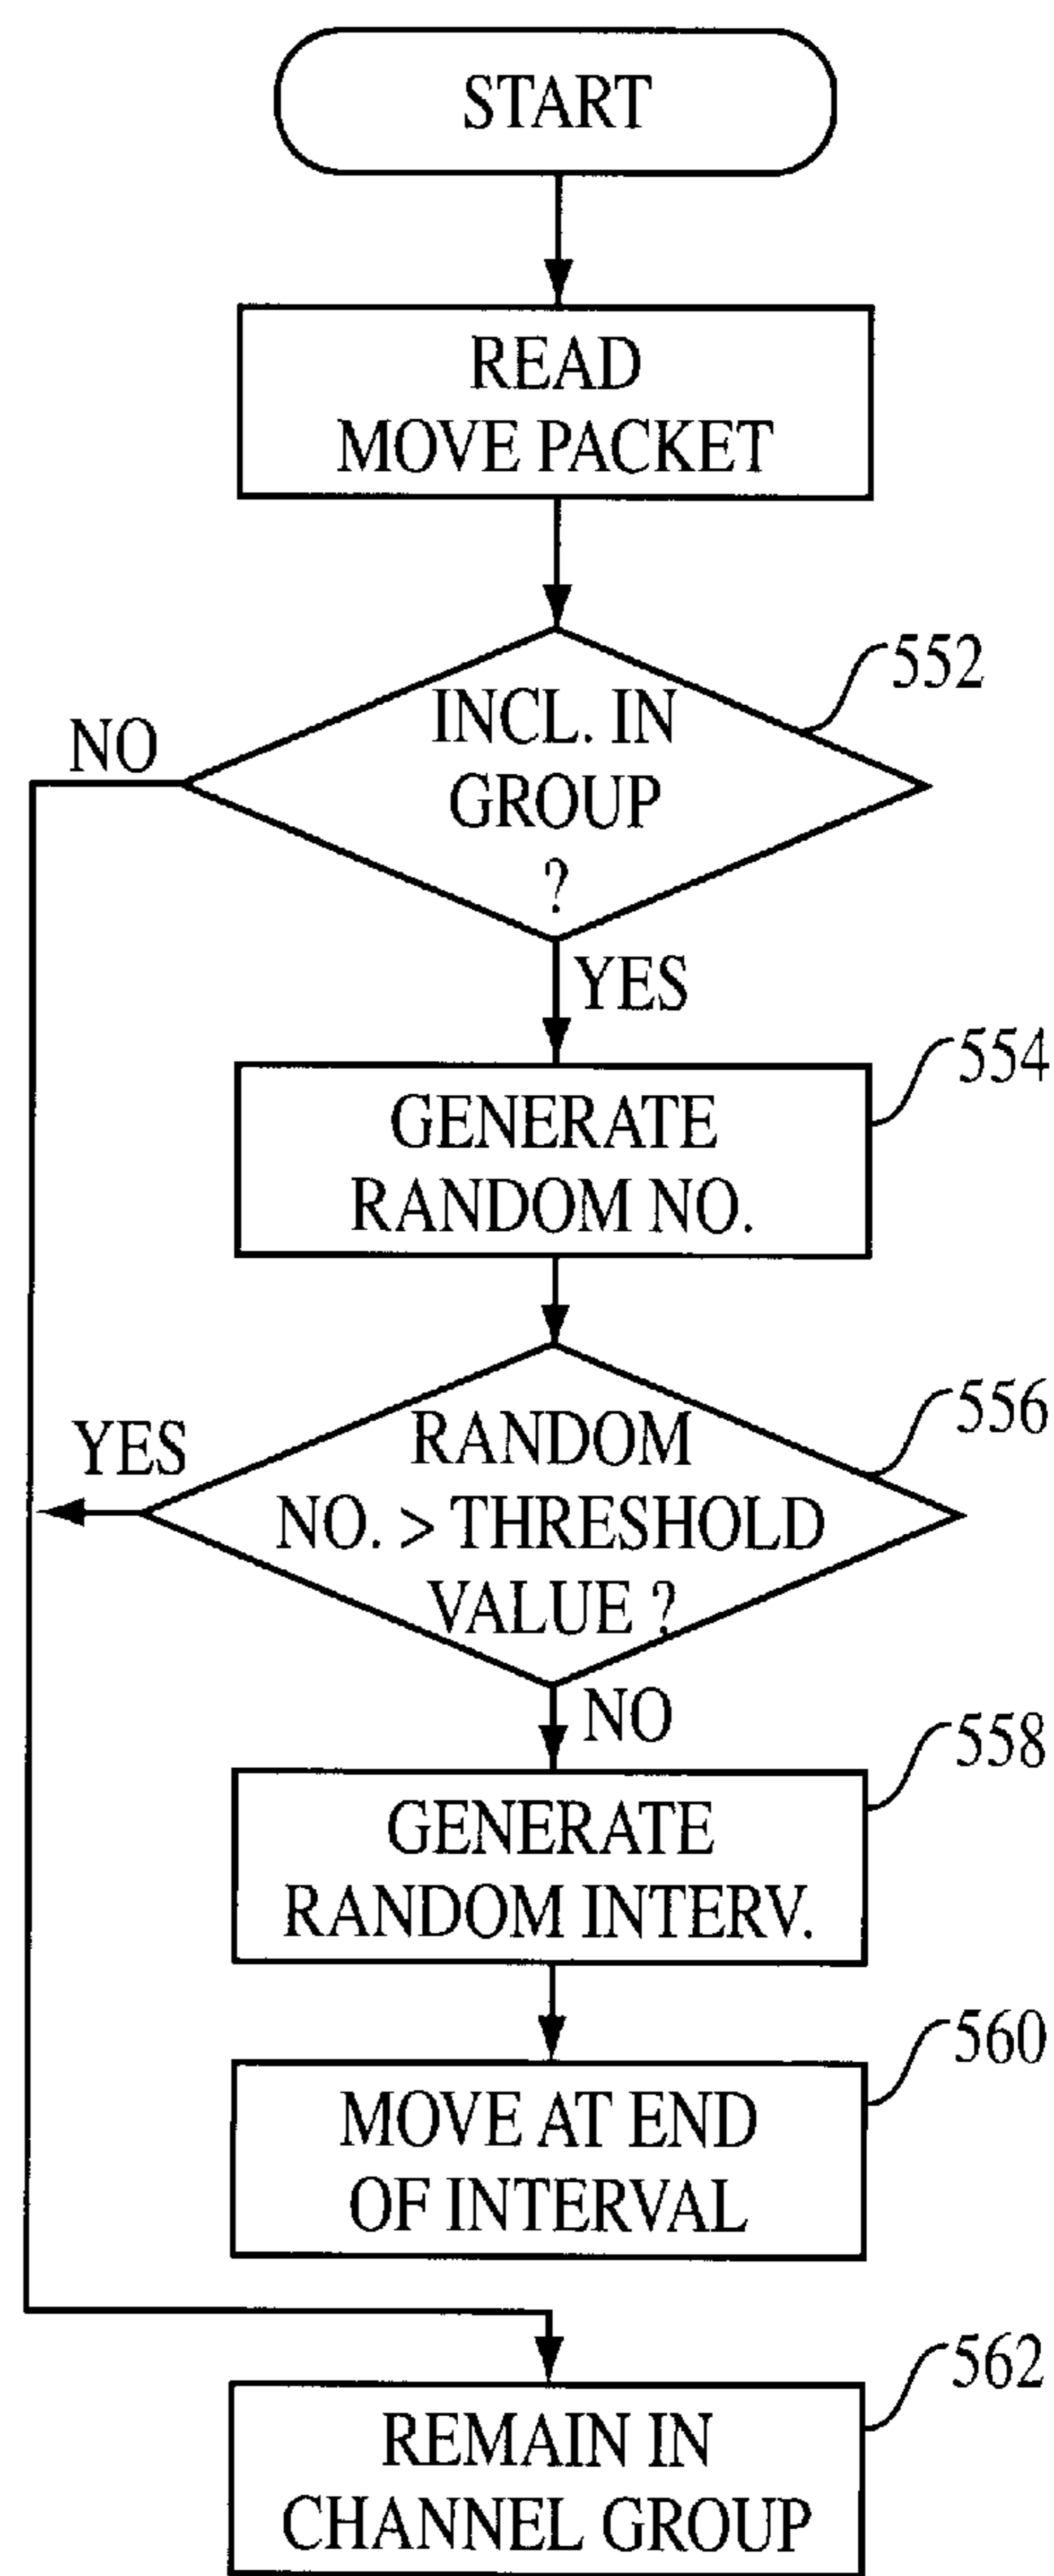 START
READ
MOVE PACKET
552
INCL. IN
GROUP
?
NO
YES
554
GENERATE
RANDOM NO.
556
YES
RANDOM
NO. > THRESHOLD
VALUE ?
NO
558
GENERATE
RANDOM INTERV.
560
MOVE AT END
OF INTERVAL
562
REMAIN IN
CHANNEL GROUP